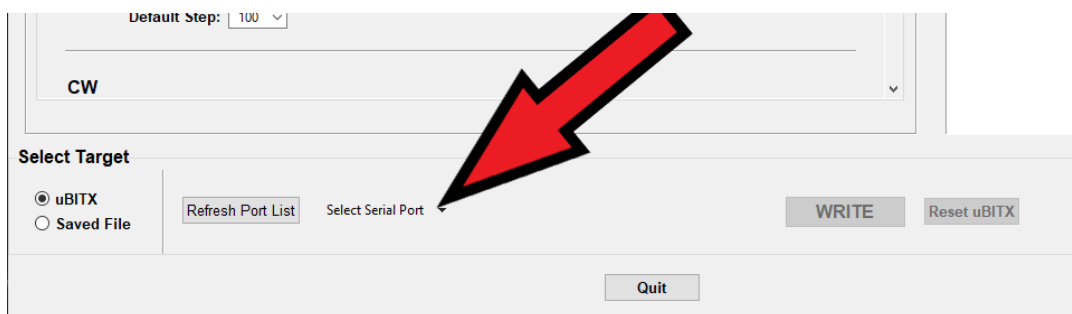 Default Step: 100
CW
Select Target
uBITX
Saved File
Refresh Port List
Select Serial Port
WRITE
Reset uBITX
Quit